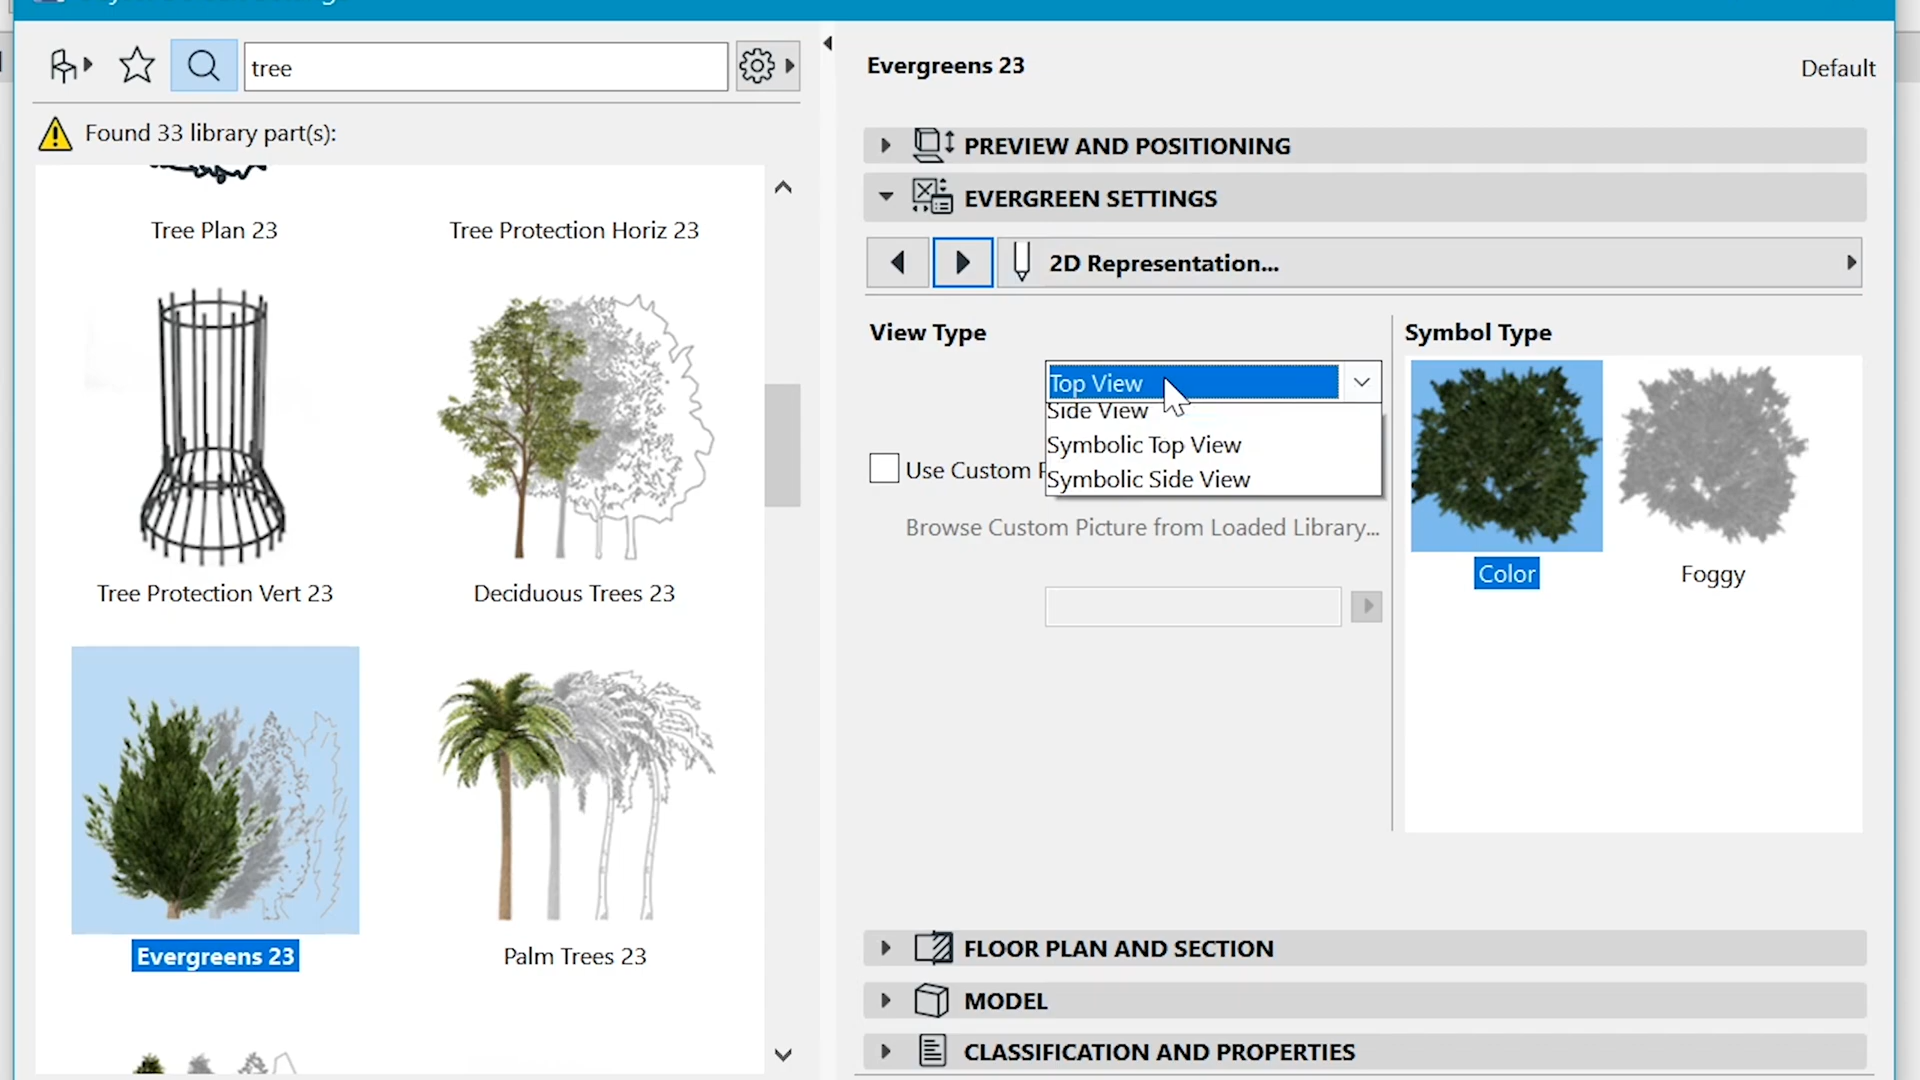 tree
Found 33 library part(s):
Tree Plan 23
Tree Protection Horiz 23
Tree Protection Vert 23
Deciduous Trees 23
Evergreens 23
Palm Trees 23
Evergreens 23
Default
PREVIEW AND POSITIONING
EVERGREEN SETTINGS
2D Representation...
View Type
Top View
Side View
Symbolic Top View
Symbolic Side View
Use Custom
Browse Custom Picture from Loaded Library...
Symbol Type
Color
Foggy
FLOOR PLAN AND SECTION
MODEL
CLASSIFICATION AND PROPERTIES